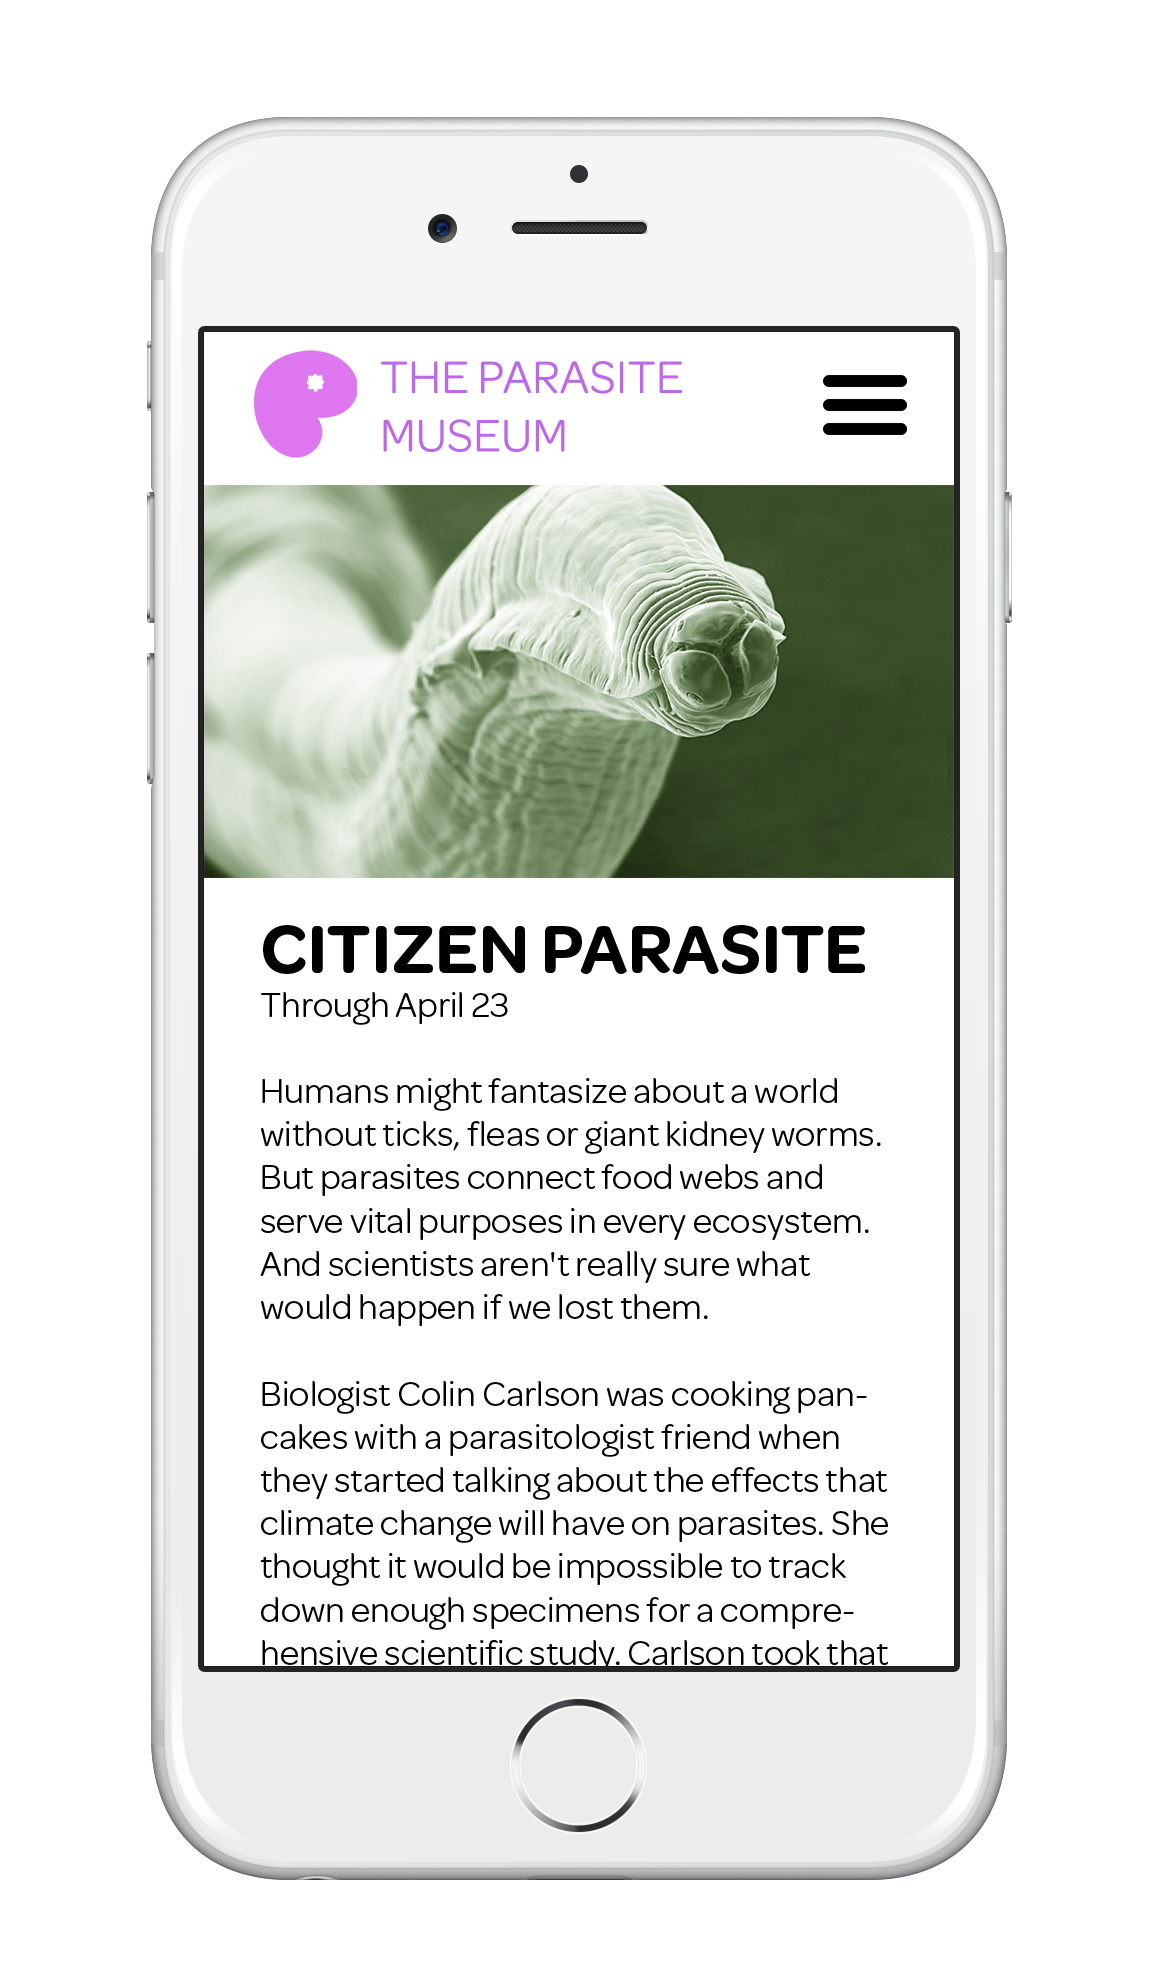 THE PARASITE
MUSEUM
CITIZEN PARASITE
Through April 23
Humans might fantasize about a world
without ticks, fleas or giant kidney worms.
But parasites connect food webs and
serve vital purposes in every ecosystem.
And scientists aren't really sure what
would happen if we lost them.
Biologist Colin Carlson was cooking pan-
cakes with a parasitologist friend when
they started talking about the effects that
climate change will have on parasites. She
thought it would be impossible to track
down enough specimens for a compre-
hensive scientific study. Carlson took that